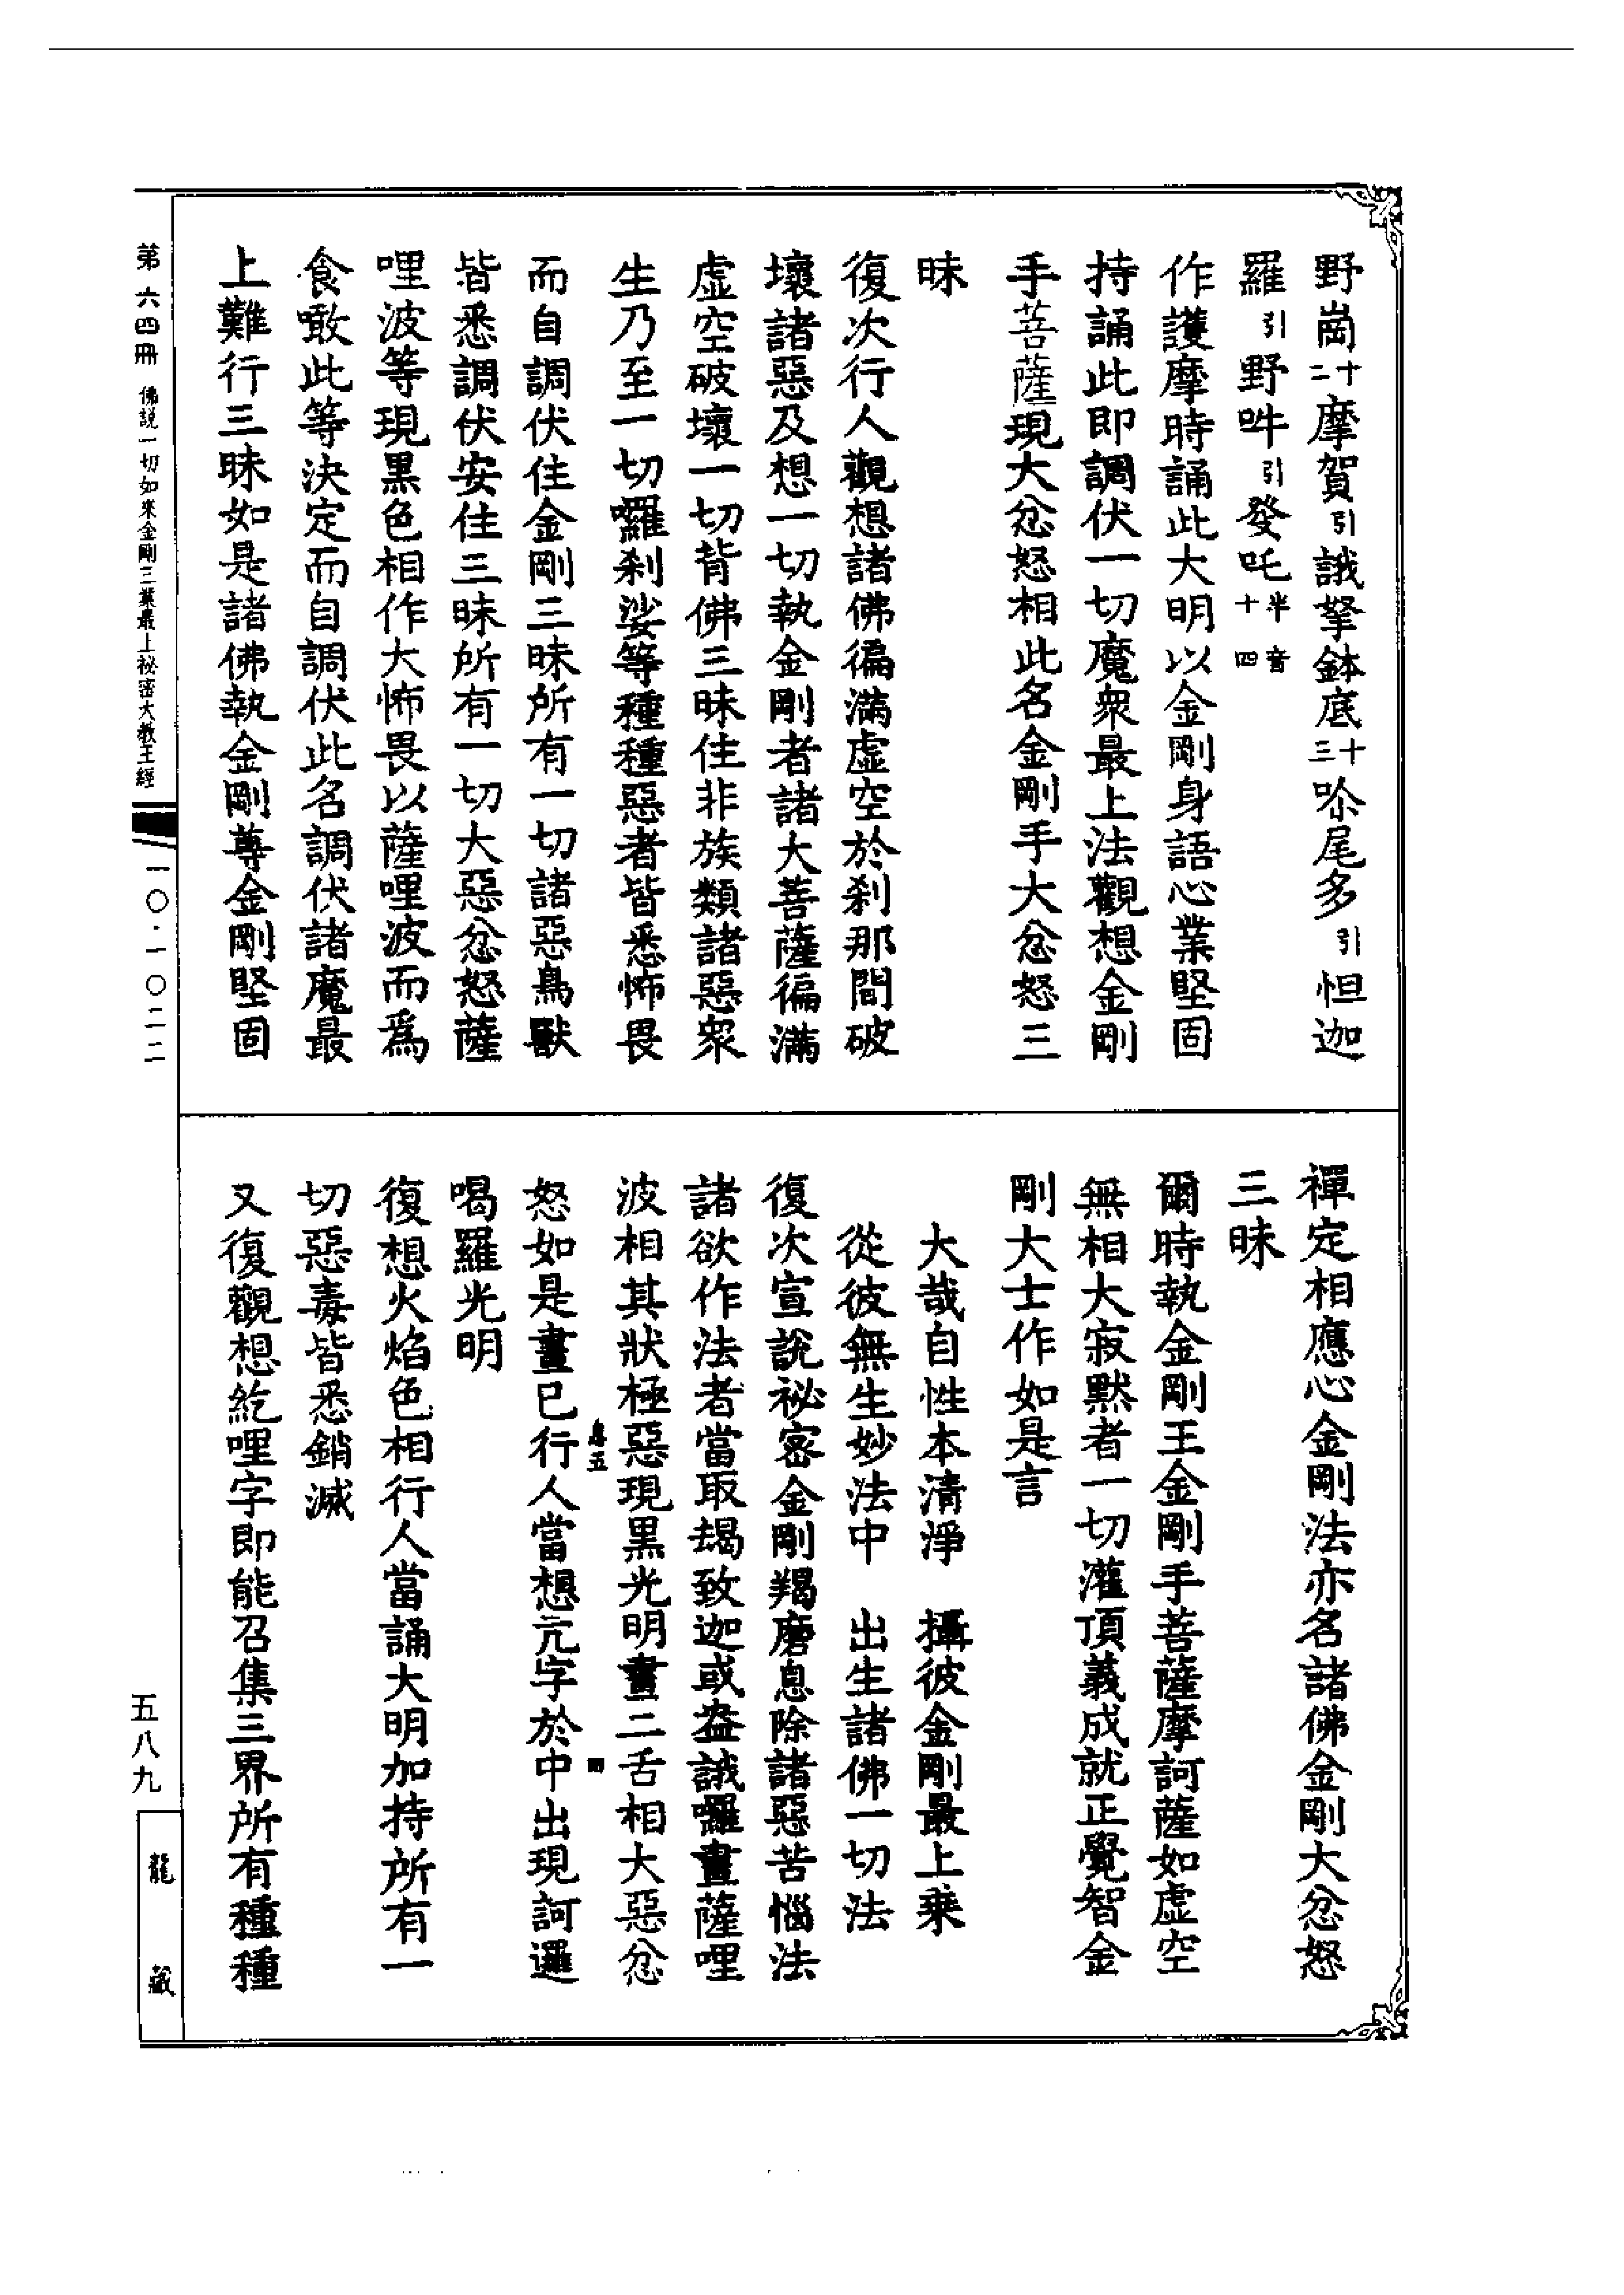 野崗十二摩賀引誐拏鉢底十三吩尾多引怛迦
羅引野吽引發吒半音十四
作護摩時誦此大明以金剛身語心業堅固
持誦此即調伏一切魔衆最上法觀想金剛
手菩薩現大忿怒相此名金剛手大忿怒三
昧
復次行人觀想諸佛徧滿虛空於刹那間破
壞諸惡及想一切執金剛者諸大菩薩徧滿
虛空破壞一切背佛三昧住非族類諸惡衆
生乃至一切囉刹娑等種種惡者皆悉怖畏
而自調伏住金剛三昧所有一切諸惡鳥獸
皆悉調伏安住三昧所有一切大惡忿怒薩
哩波等現黑色相作大怖畏以薩哩波而爲
食噉此等決定而自調伏此名調伏諸魔最
上難行三昧如是諸佛執金剛尊金剛堅固
禪定相應心金剛法亦名諸佛金剛大忿怒
三昧
爾時執金剛王金剛手菩薩摩訶薩如虛空
無相大寂默者一切灌頂義成就正覺智金
剛大士作如是言
大哉自性本清淨　攝彼金剛最上乘
從彼無生妙法中　出生諸佛一切法
復次宣說祕密金剛羯磨息除諸惡苦惱法
諸欲作法者當取朅致迦或盎誐囉畫薩哩
波相其狀極惡現黑光明畫二舌相大惡忿
怒如是畫已行人當想亢字於中出現訶邏
喝羅光明
復想火焰色相行人當誦大明加持所有一
切惡毒皆悉銷滅
又復觀想紇哩字即能召集三界所有種種
第六四冊　佛説一切如來金剛三業最上祕密大教王經
一〇·一〇二二
五八九
龍藏